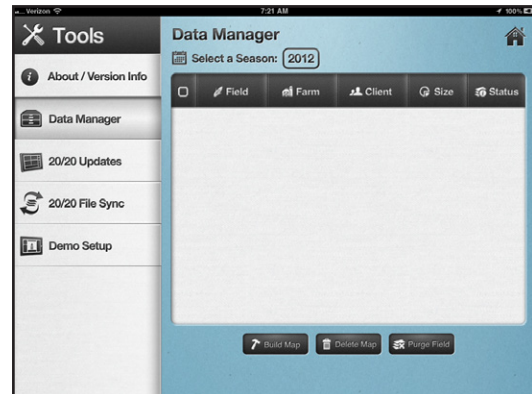 Verizon 7:21 AM 100%
Tools
About / Version Info
Data Manager
20/20 Updates
20/20 File Sync
Demo Setup
Data Manager
Select a Season: 2012
Field Farm Client Size Status
Build Map Delete Map Purge Field